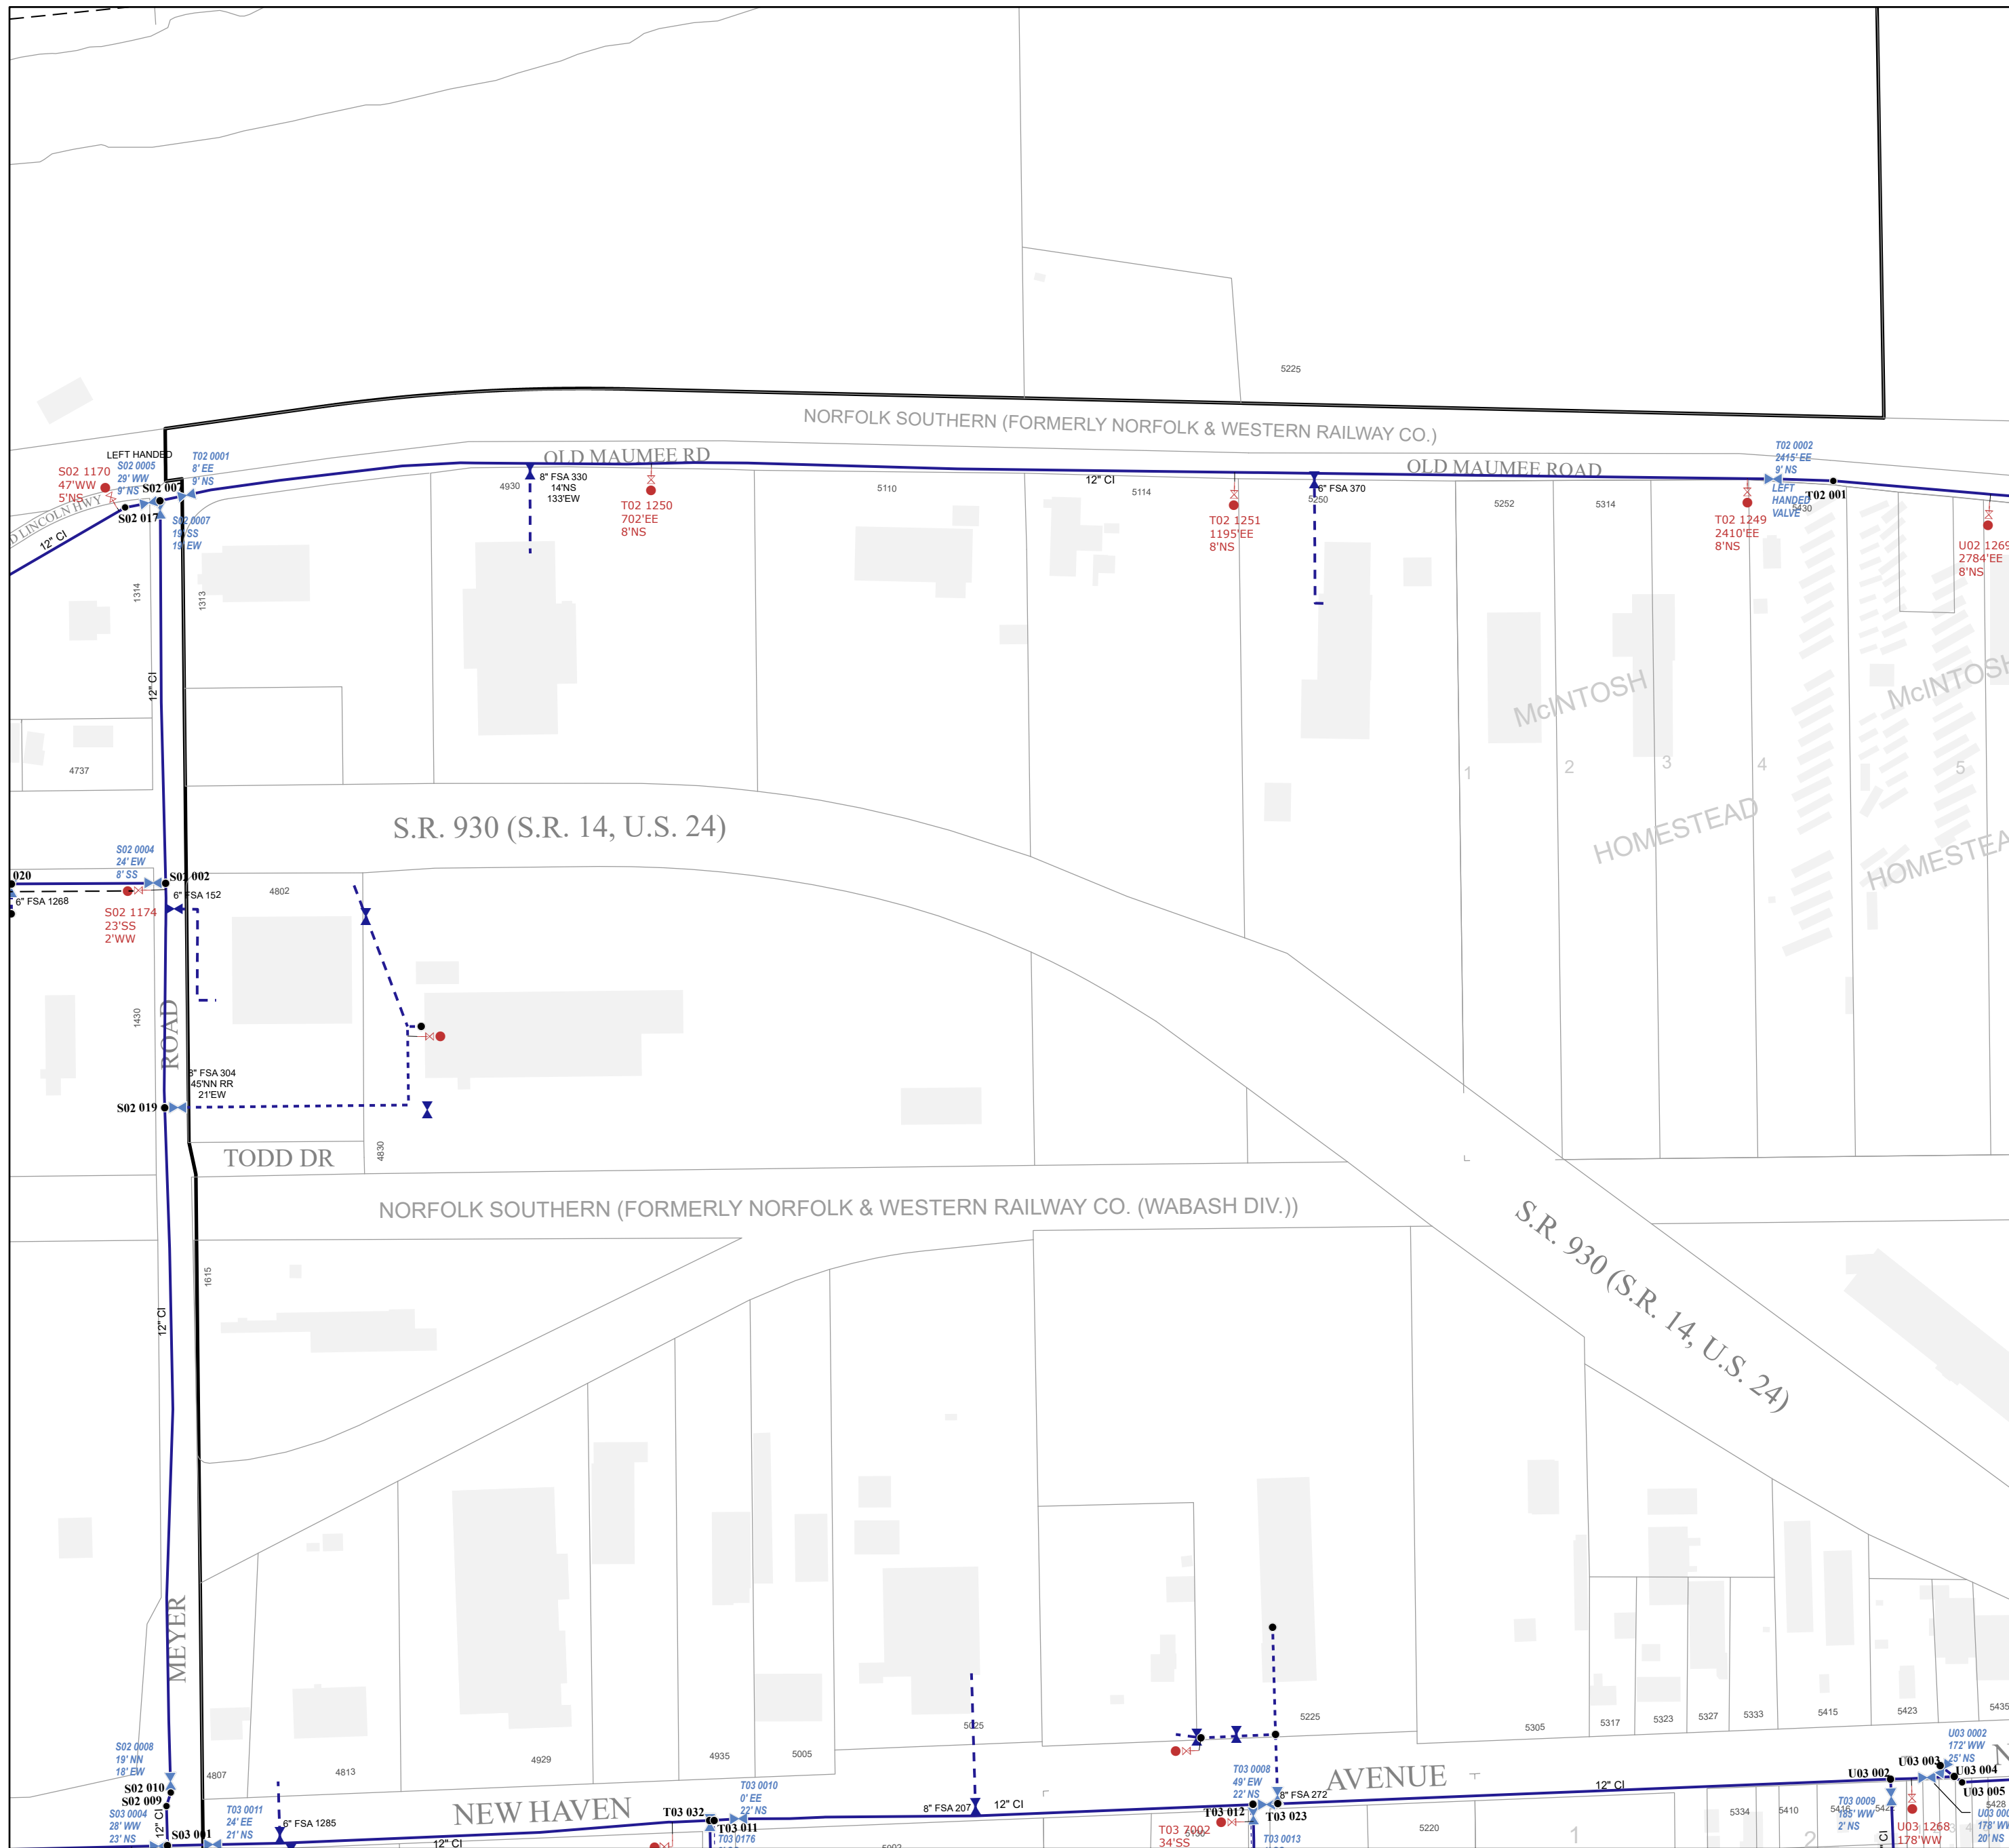 5225
NORFOLK SOUTHERN (FORMERLY NORFOLK & WESTERN RAILWAY CO.)
OLD MAUMEE RD
OLD MAUMEE ROAD
LEFT HANDED
S02 1170
47'WW
5'NS
S02 0005
29' WW
9' NS
T02 0001
8' EE
9' NS
S02 007
S02 017
S02 0007
19' SS
19' EW
LINCOLN HWY
12" CI
4930
8" FSA 330
14'NS
133'EW
T02 1250
702'EE
8'NS
5110
12" CI
5114
T02 1251
1195'EE
8'NS
5250
6" FSA 370
5252
5314
T02 1249
2410'EE
8'NS
T02 0002
2415' EE
9' NS
LEFT
HANDED
VALVE
T02 001
5430
U02 1269
2784'EE
8'NS
1314
1313
12" CI
4737
McINTOSH
McINTOSH
1
2
3
4
5
HOMESTEAD
HOMESTEA
S.R. 930 (S.R. 14, U.S. 24)
S02 0004
24' EW
8' SS
020
S02 002
6" FSA 1268
6" FSA 152
S02 1174
23'SS
2'WW
4802
1430
ROAD
8" FSA 304
45'NN RR
21'EW
S02 019
TODD DR
4830
NORFOLK SOUTHERN (FORMERLY NORFOLK & WESTERN RAILWAY CO. (WABASH DIV.))
S.R. 930 (S.R. 14, U.S. 24)
1615
12" CI
MEYER
S02 0008
19' NN
18' EW
S02 010
S02 009
S03 0004
28' WW
23' NS
12" CI
S03 001
4807
T03 0011
24' EE
21' NS
6" FSA 1285
4813
4929
NEW HAVEN
12" CI
4935
5005
T03 0010
0' EE
22' NS
T03 032
T03 011
T03 0176
5002
5025
8" FSA 207
12" CI
T03 0008
49' EW
22' NS
T03 012
T03 7002
34'SS
5130
8" FSA 272
T03 023
T03 0013
5225
AVENUE
5220
12" CI
1
5305
5317
5323
5327
5333
5415
5423
5435
U03 0002
172' WW
25' NS
U03 003
U03 004
U03 002
U03 005
T03 0009
185' WW
2' NS
5334
5410
5416
2
U03 1268
178'WW
5428
178' WW
20' NS